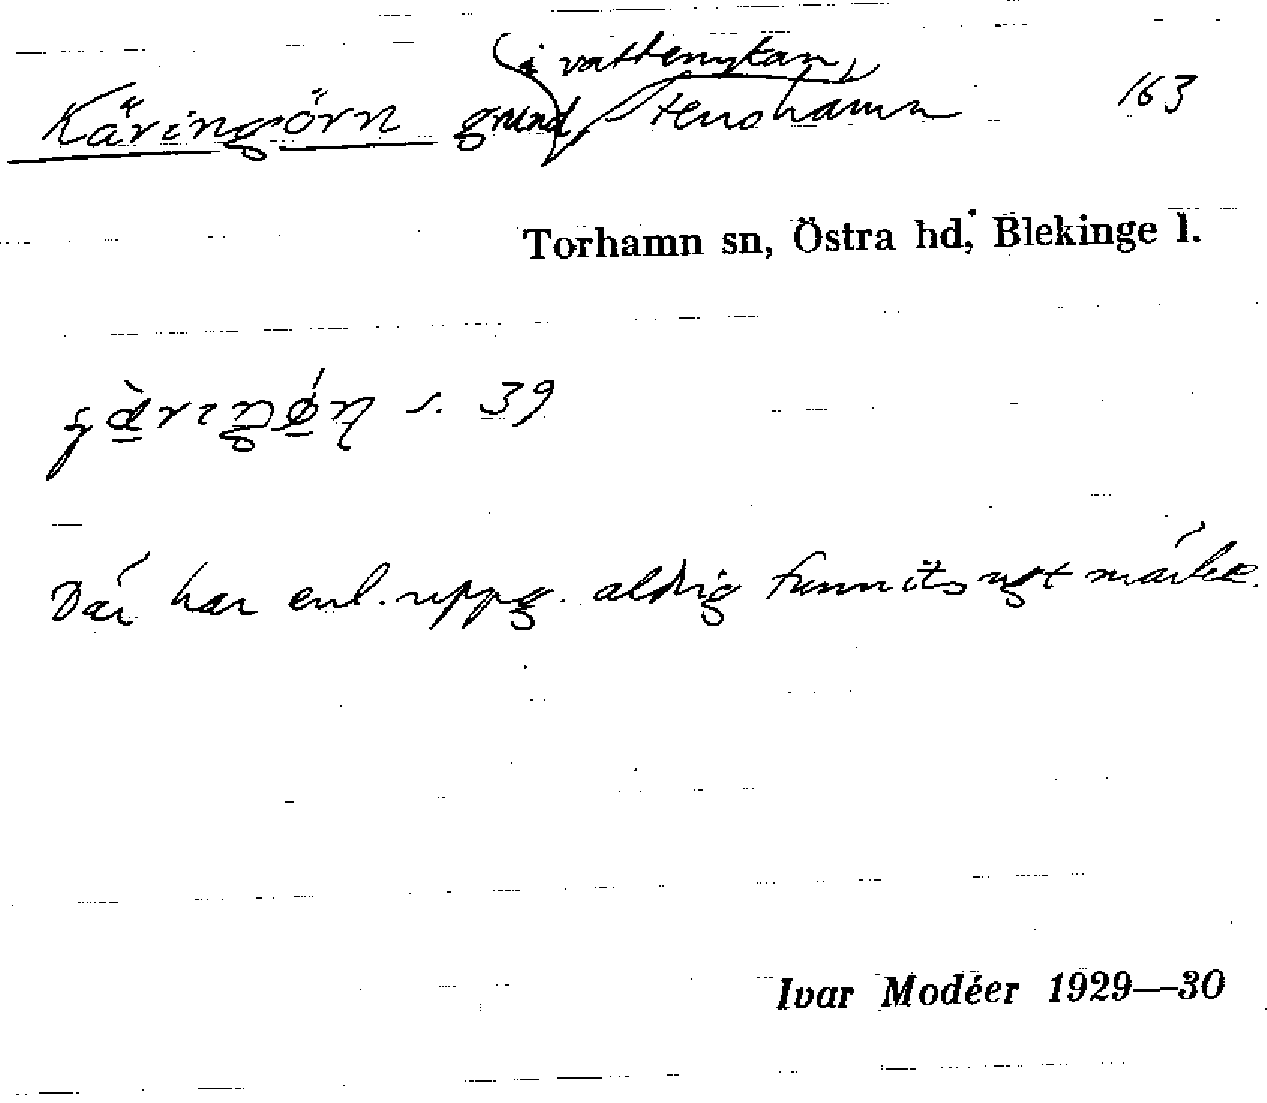 i vattenytan,
Käringörn grund, Stenshamn 163
Torhamn sn, Östra hd, Blekinge l.
s. 39
Där har enl. uppg. aldrig funnits ngt märke.
Ivar Modéer 1929—30